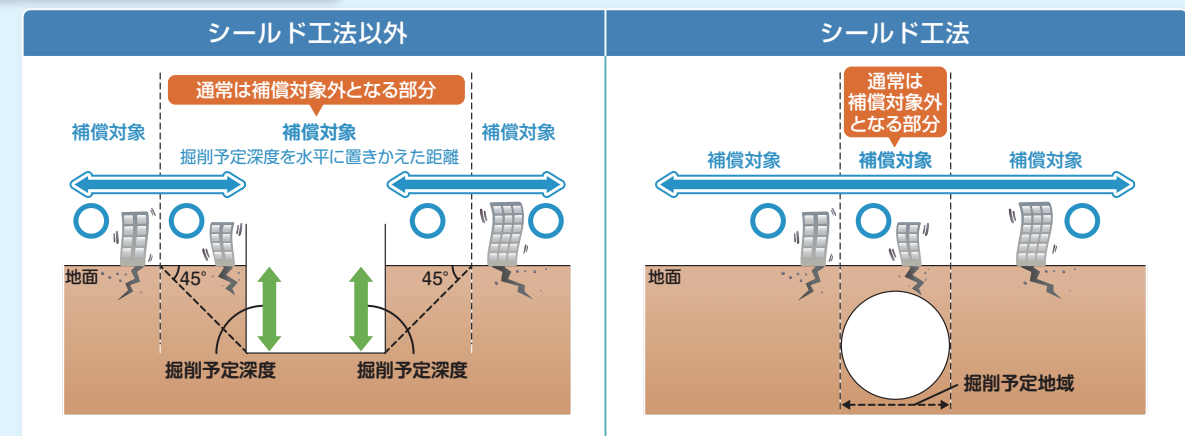 シールド工法以外
通常は補償対象外となる部分
補償対象
補償対象
補償対象
掘削予定深度を水平に置きかえた距離
地面
45°
45°
掘削予定深度
掘削予定深度
シールド工法
通常は
補償対象外
となる部分
補償対象
補償対象
補償対象
地面
掘削予定地域